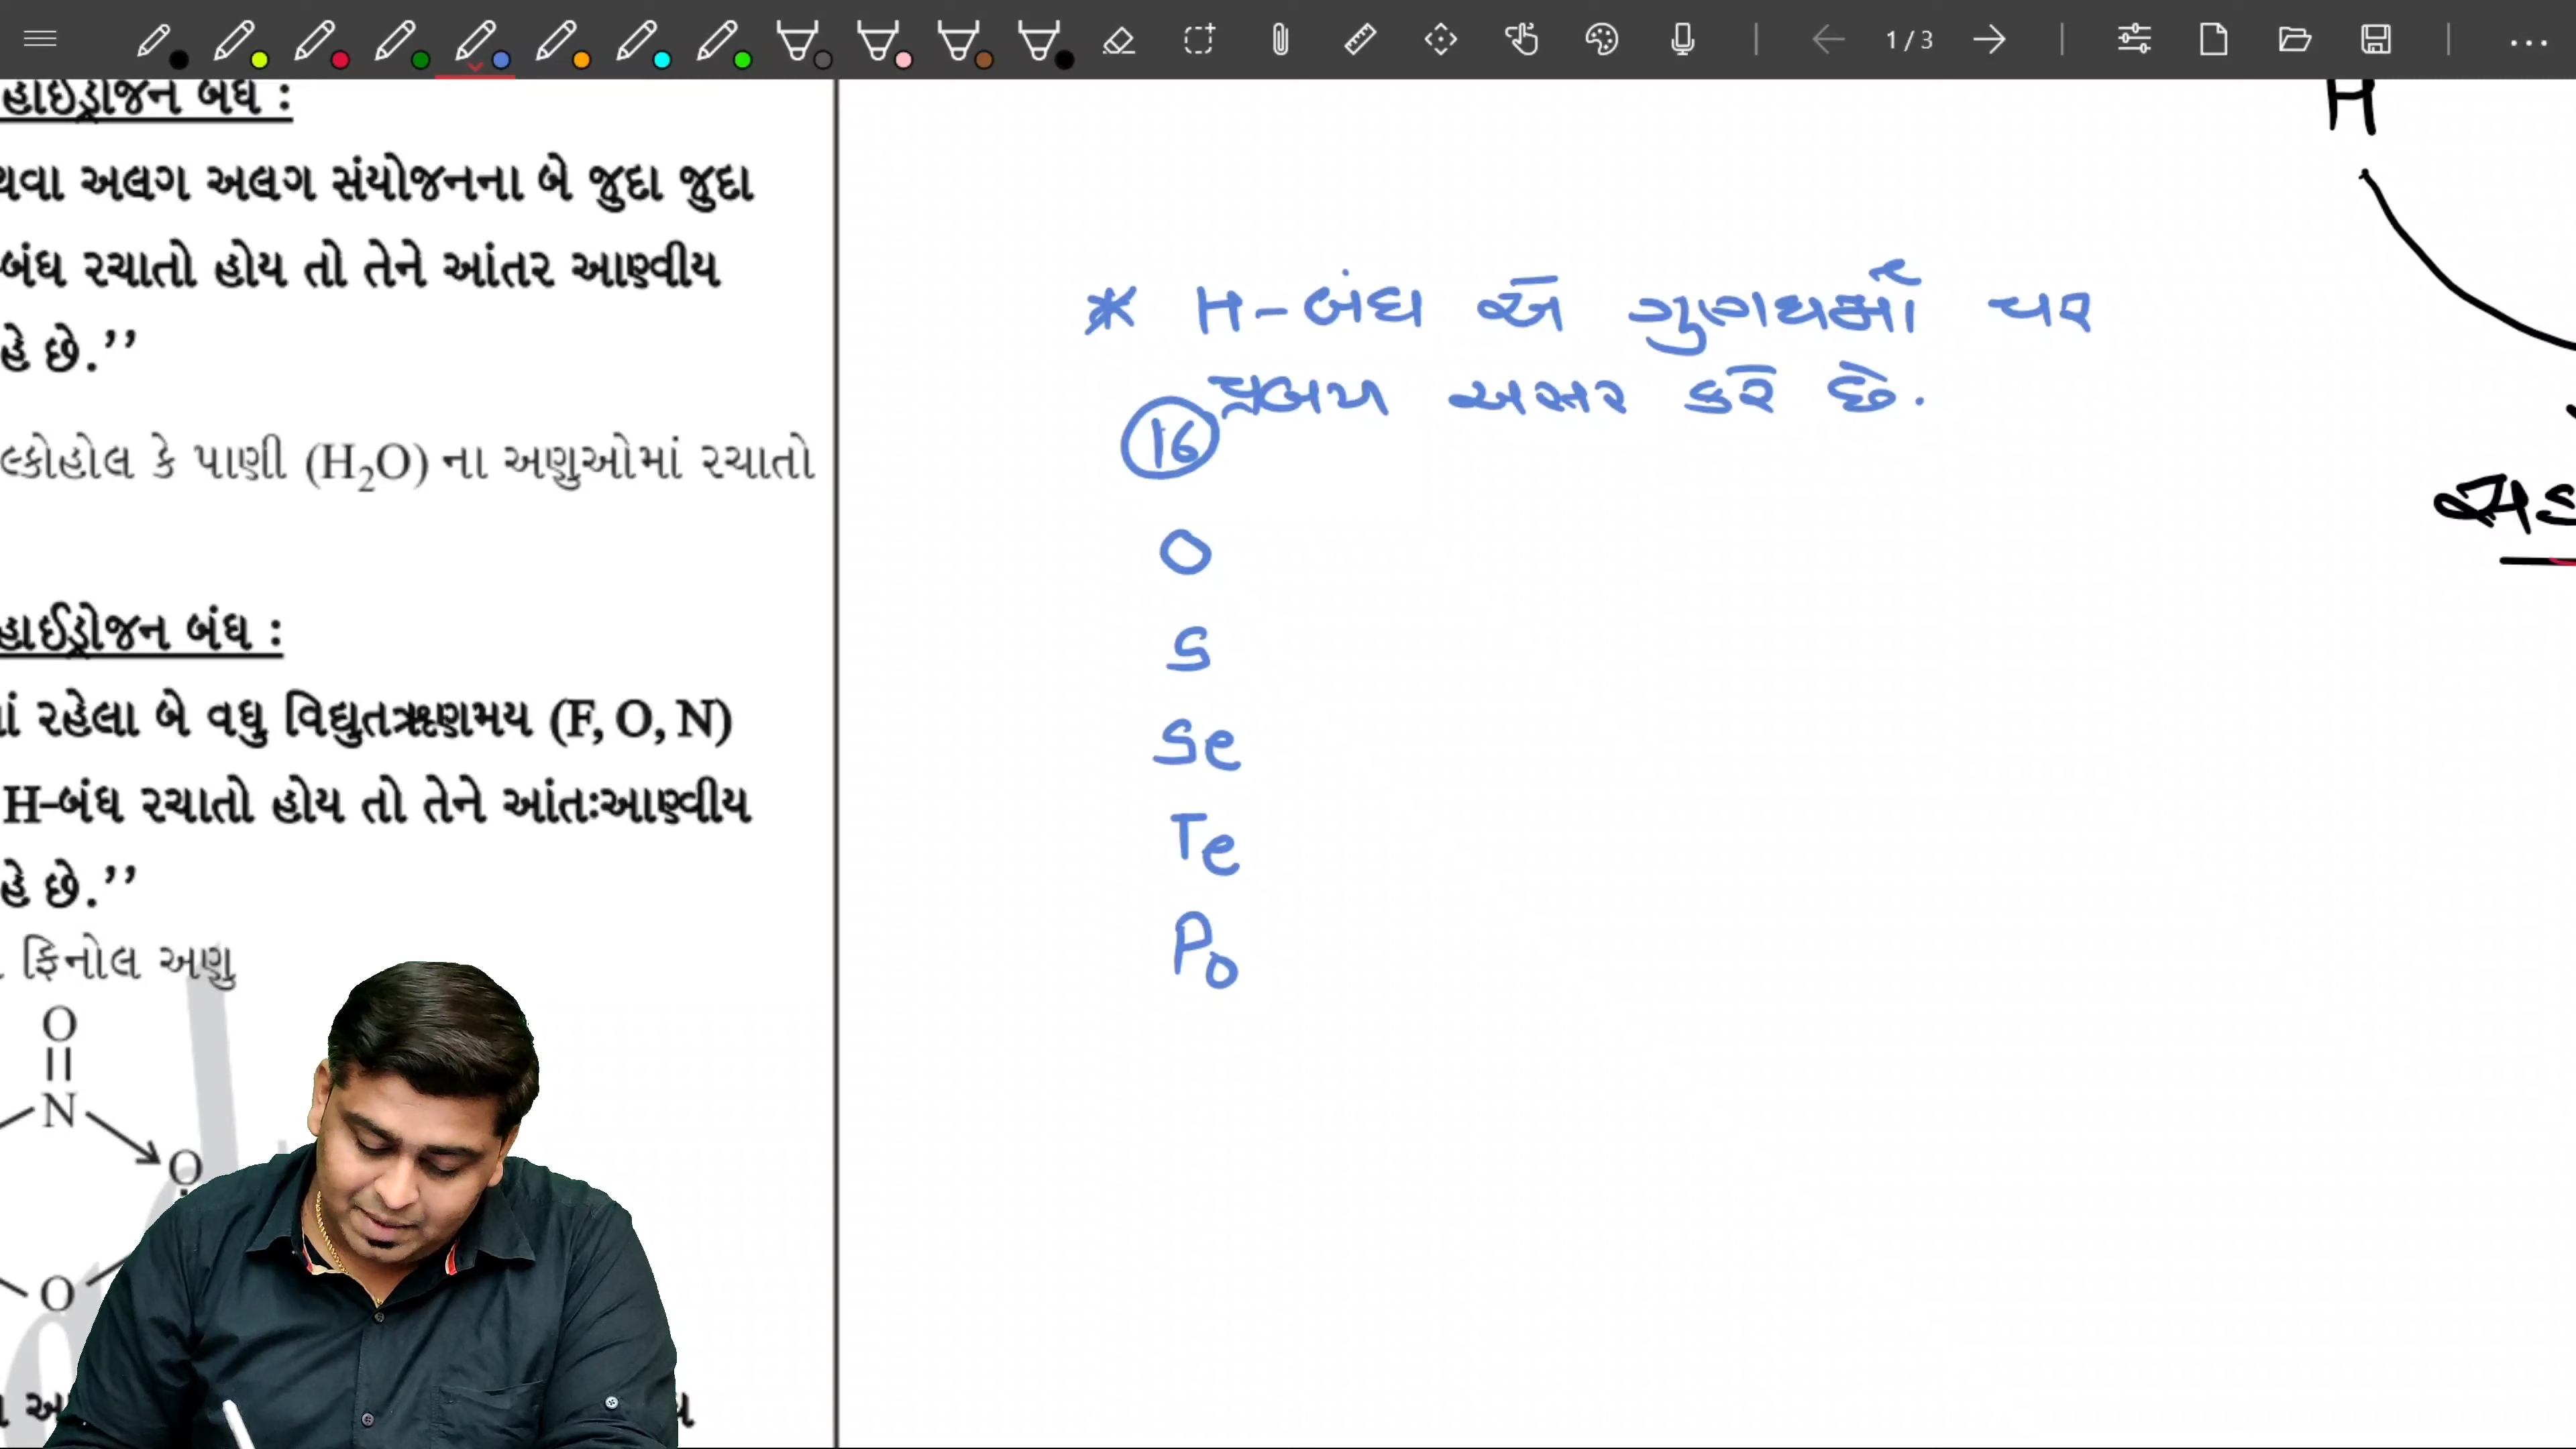 1 / 3
હાઇડ્રોજન બંધ :
અલગ અલગ સંયોજનના બે જુદા જુદા
બંધ રચાતો હોય તો તેને આંતર આણ્વીય
છે.’’
કે પાણી (H₂O) ના અણુઓમાં રચાતો
હાઈડ્રોજન બંધ :
રહેલા બે વધુ વિદ્યુતઋણમય (F, O, N)
H–બંધ રચાતો હોય તો તેને આંતઃઆણ્વીય
છે.’’
ફિનોલ અણુ
O
N
O
O
H
* H-બંધ એ ગુણધર્મો પર
પ્રબળ અસર કરે છે.
16
O
S
Se
Te
Po